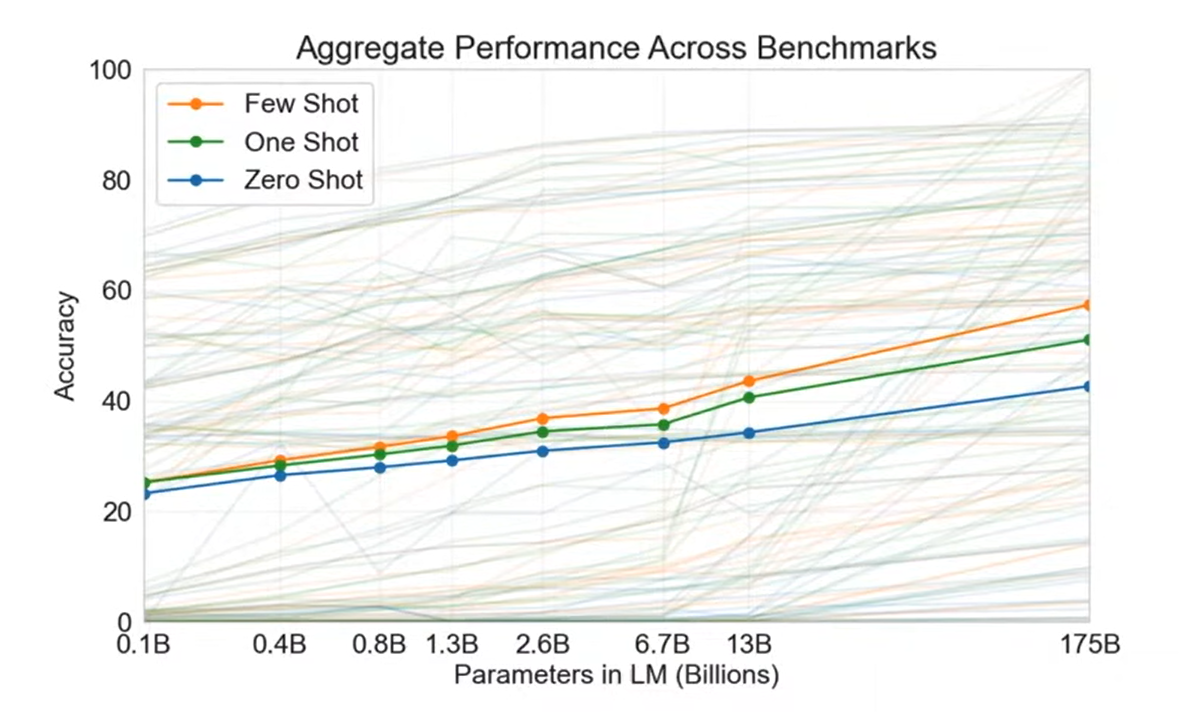 Aggregate Performance Across Benchmarks
100
Few Shot
One Shot
Zero Shot
80
60
Accuracy
40
20
0
0.1B 0.4B 0.8B 1.3B 2.6B 6.7B 13B 175B
Parameters in LM (Billions)